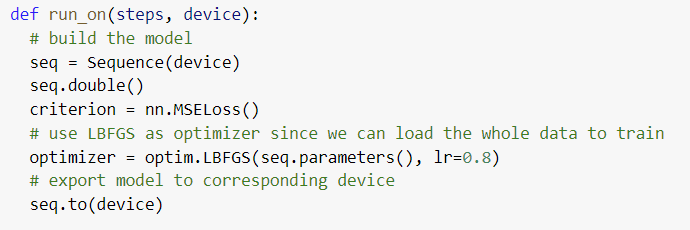 def run_on(steps, device):
  # build the model
  seq = Sequence(device)
  seq.double()
  criterion = nn.MSELoss()
  # use LBFGS as optimizer since we can load the whole data to train
  optimizer = optim.LBFGS(seq.parameters(), lr=0.8)
  # export model to corresponding device
  seq.to(device)